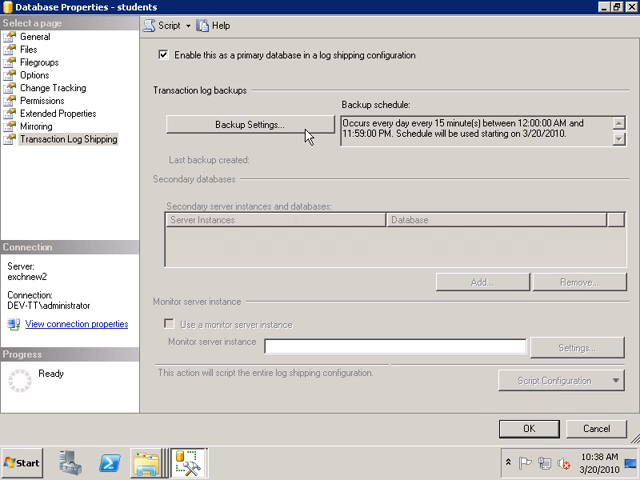 Database Properties - students
Select a page
General
Files
Filegroups
Options
Change Tracking
Permissions
Extended Properties
Mirroring
Transaction Log Shipping
Connection
Server:
exchnew2
Connection:
DEV-TT\administrator
View connection properties
Progress
Ready
Script
Help
Enable this as a primary database in a log shipping configuration
Transaction log backups
Backup schedule:
Backup Settings...
Occurs every day every 15 minute(s) between 12:00:00 AM and
11:59:00 PM. Schedule will be used starting on 3/20/2010.
Last backup created:
Secondary databases
Secondary server instances and databases:
Server Instances
Database
Add...
Remove...
Monitor server instance
Use a monitor server instance
Monitor server instance
Settings...
This action will script the entire log shipping configuration.
Script Configuration
OK
Cancel
Start
10:38 AM
3/20/2010